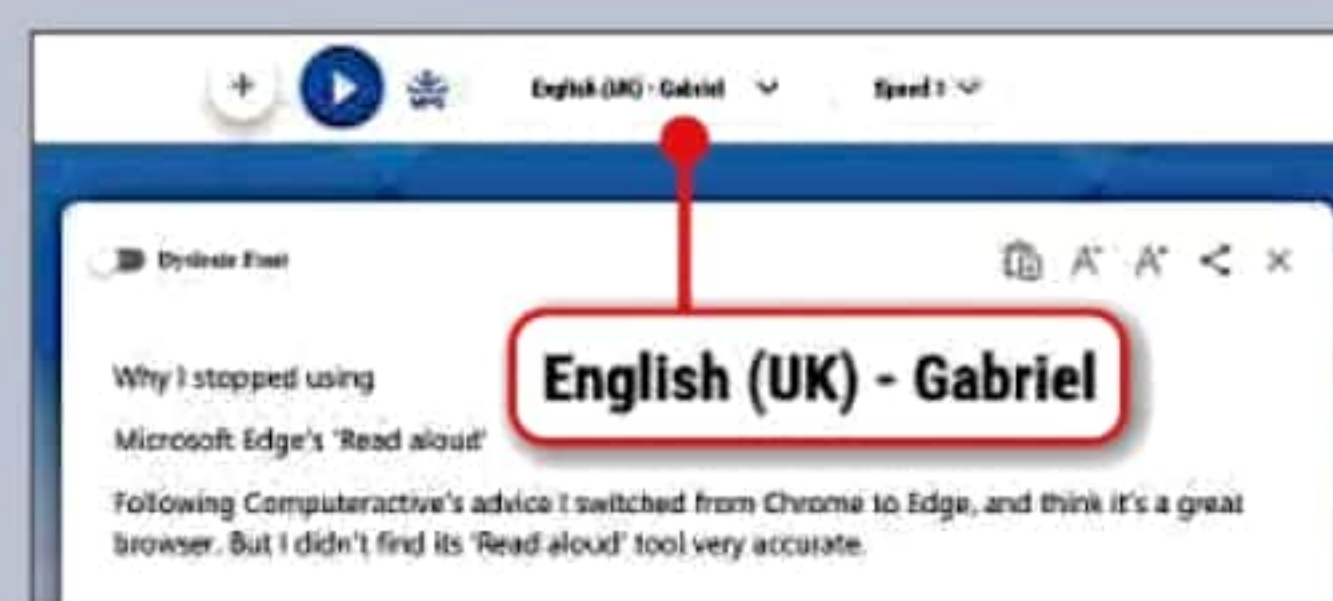 English (UK) - Gabriel
Speed 1
Dyslexic Font
English (UK) - Gabriel
Why I stopped using
Microsoft Edge's 'Read aloud'
Following Computeractive's advice I switched from Chrome to Edge, and think it's a great
browser. But I didn't find its 'Read aloud' tool very accurate.